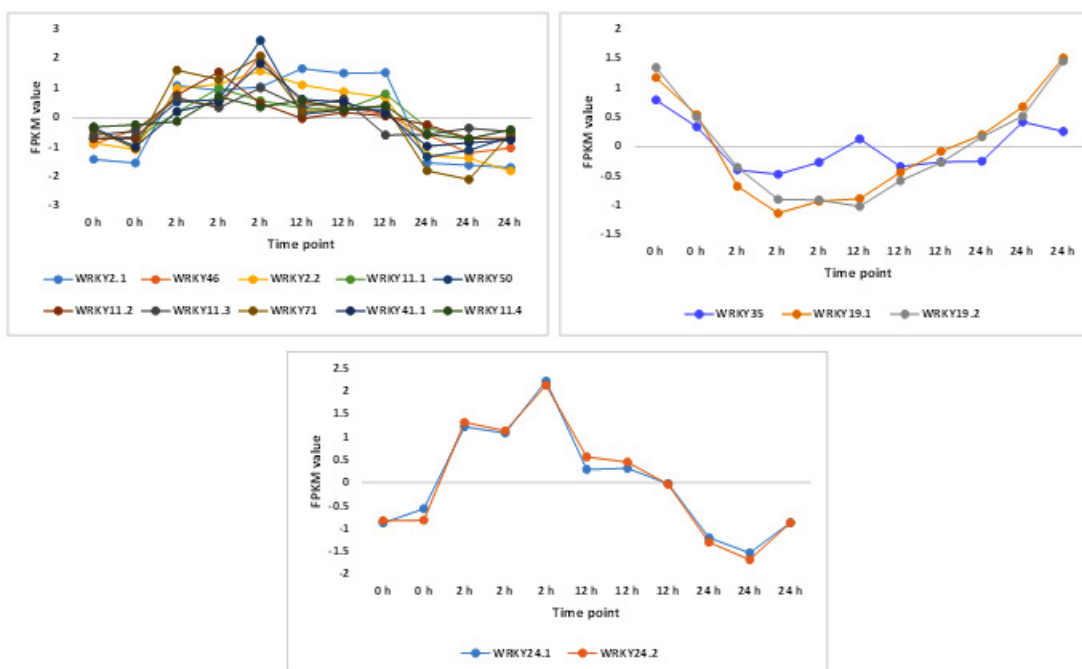 3
2
1
0
-1
-2
-3
FPKM value
0 h 0 h 2 h 2 h 2 h 12 h 12 h 12 h 24 h 24 h 24 h
Time point
WRKY2.1 WRKY46 WRKY2.2 WRKY11.1 WRKY50
WRKY11.2 WRKY11.3 WRKY71 WRKY41.1 WRKY11.4
2
1.5
1
0.5
0
-0.5
-1
-1.5
FPKM value
0 h 0 h 2 h 2 h 2 h 12 h 12 h 12 h 24 h 24 h 24 h
Time point
WRKY35 WRKY19.1 WRKY19.2
2.5
2
1.5
1
0.5
0
-0.5
-1
-1.5
-2
FPKM value
0 h 0 h 2 h 2 h 2 h 12 h 12 h 12 h 24 h 24 h 24 h
Time point
WRKY24.1 WRKY24.2